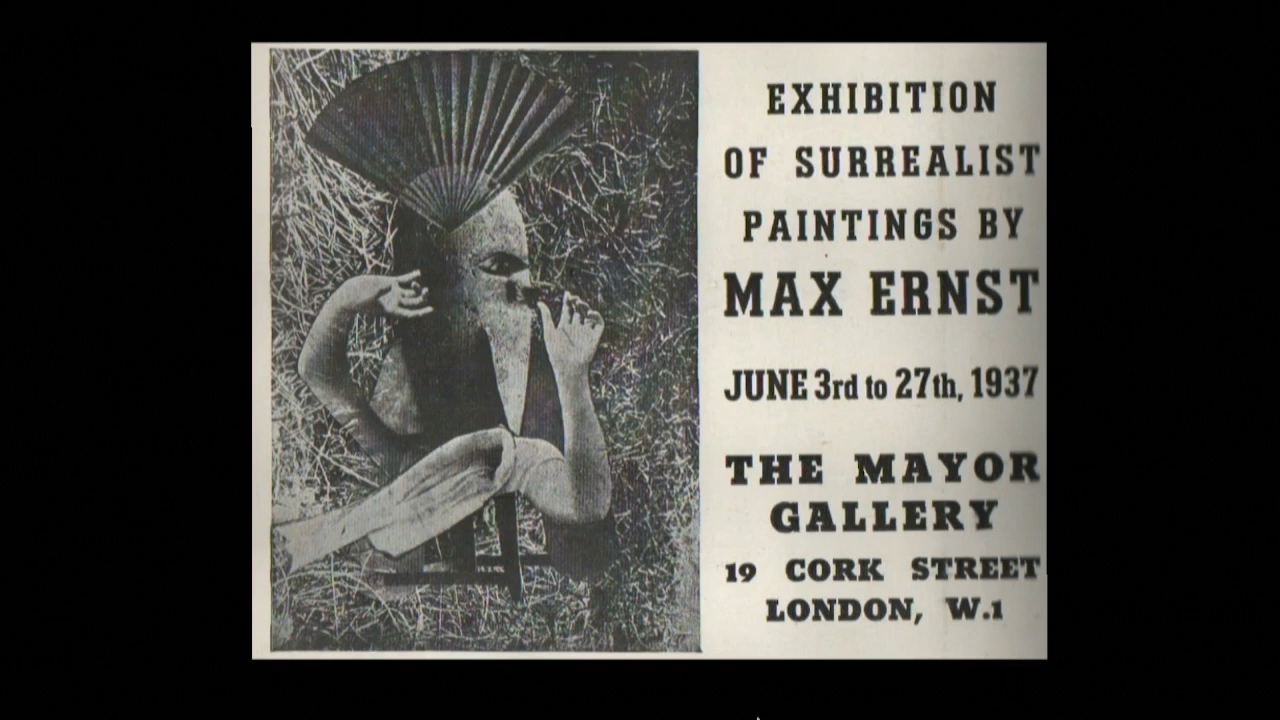 EXHIBITION
OF SURREALIST
PAINTINGS BY
MAX ERNST
JUNE 3rd to 27th, 1937
THE MAYOR
GALLERY
19 CORK STREET
LONDON, W.1